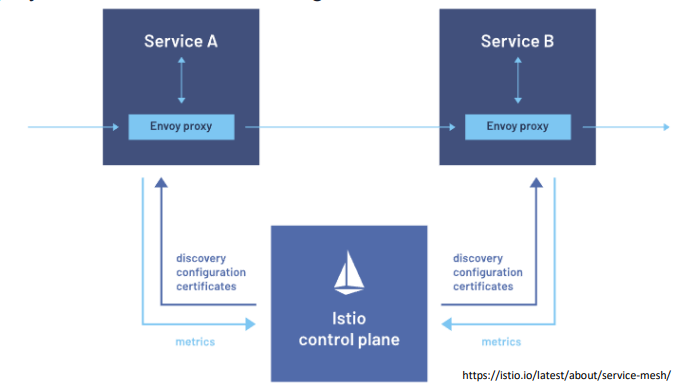 Service A
Service B
Envoy proxy
Envoy proxy
discovery
configuration
certificates
discovery
configuration
certificates
Istio
control plane
metrics
metrics
https://istio.io/latest/about/service-mesh/